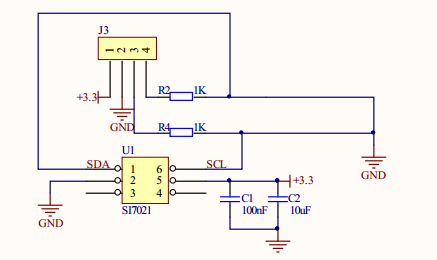 J3
1 2 3 4
+3.3
R2 1K
GND
R4 1K
GND
U1
SDA 1 6 SCL
2 5 +3.3
3 4
SI7021
GND
C1
100nF
C2
10uF